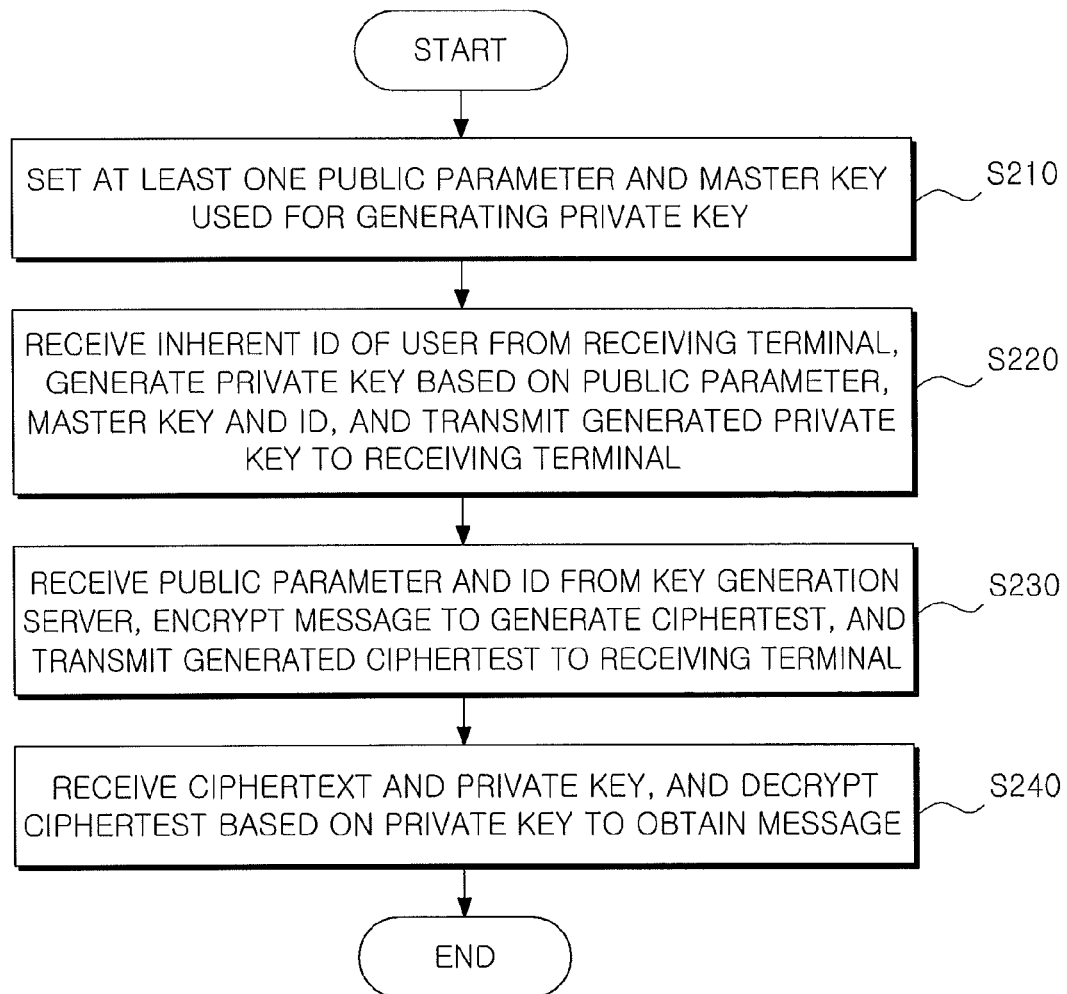 START
SET AT LEAST ONE PUBLIC PARAMETER AND MASTER KEY
USED FOR GENERATING PRIVATE KEY
S210
RECEIVE INHERENT ID OF USER FROM RECEIVING TERMINAL,
GENERATE PRIVATE KEY BASED ON PUBLIC PARAMETER,
MASTER KEY AND ID, AND TRANSMIT GENERATED PRIVATE
KEY TO RECEIVING TERMINAL
S220
RECEIVE PUBLIC PARAMETER AND ID FROM KEY GENERATION
SERVER, ENCRYPT MESSAGE TO GENERATE CIPHERTEST, AND
TRANSMIT GENERATED CIPHERTEST TO RECEIVING TERMINAL
S230
RECEIVE CIPHERTEXT AND PRIVATE KEY, AND DECRYPT
CIPHERTEST BASED ON PRIVATE KEY TO OBTAIN MESSAGE
S240
END